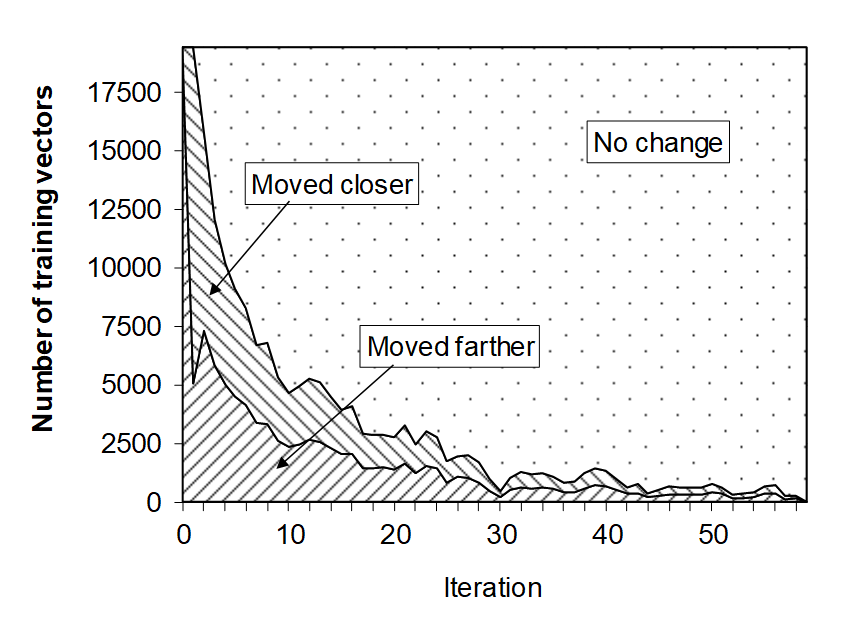 Number of training vectors
17500
15000
12500
10000
7500
5000
2500
0
No change
Moved closer
Moved farther
0 10 20 30 40 50
Iteration